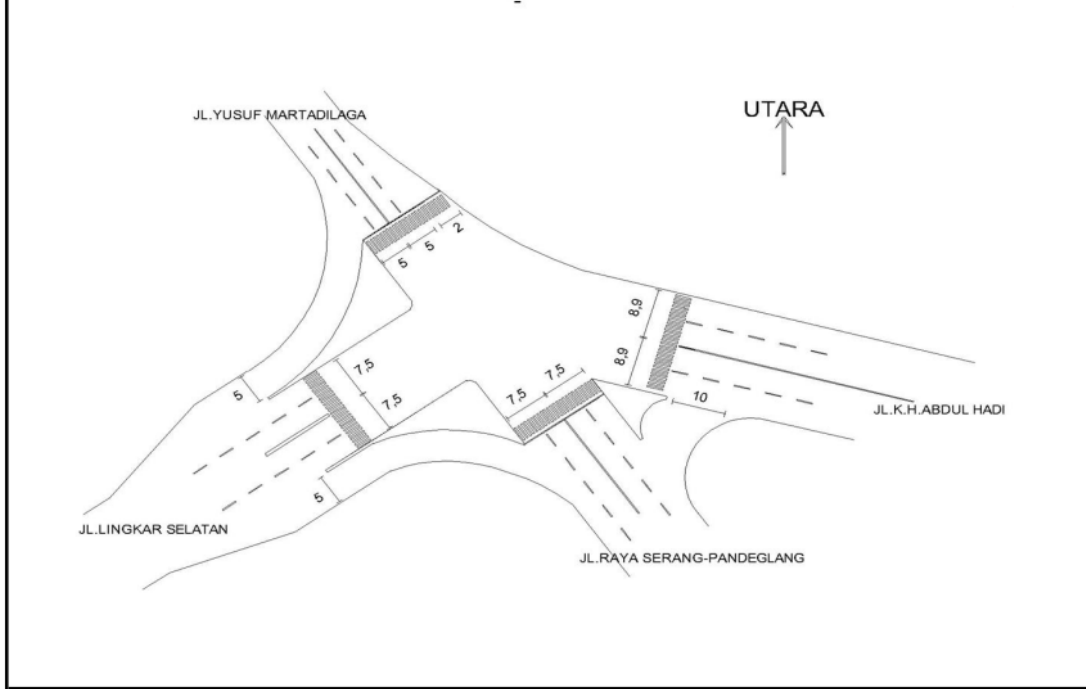 JL.YUSUF MARTADILAGA
UTARA
5
5
2
8,9
8,9
7,5
7,5
5
7,5
7,5
10
JL.K.H.ABDUL HADI
5
JL.LINGKAR SELATAN
JL.RAYA SERANG-PANDEGLANG